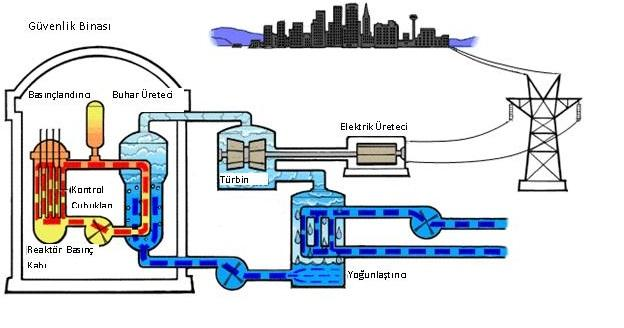 Güvenlik Binası
Basınçlandırıcı
Buhar Üreteci
Elektrik Üreteci
Türbin
Kontrol
Çubukları
Reaktör Basınç
Kabı
Yoğunlaştırıcı